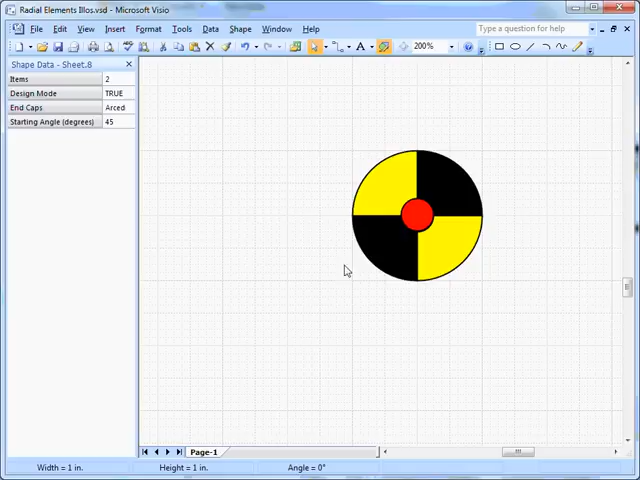 Radial Elements Illos.vsd - Microsoft Visio
File Edit View Insert Format Tools Data Shape Window Help Type a question for help
A 200%
Shape Data - Sheet.8
Items 2
Design Mode TRUE
End Caps Arced
Starting Angle (degrees) 45
Page-1
Width = 1 in. Height = 1 in. Angle = 0°